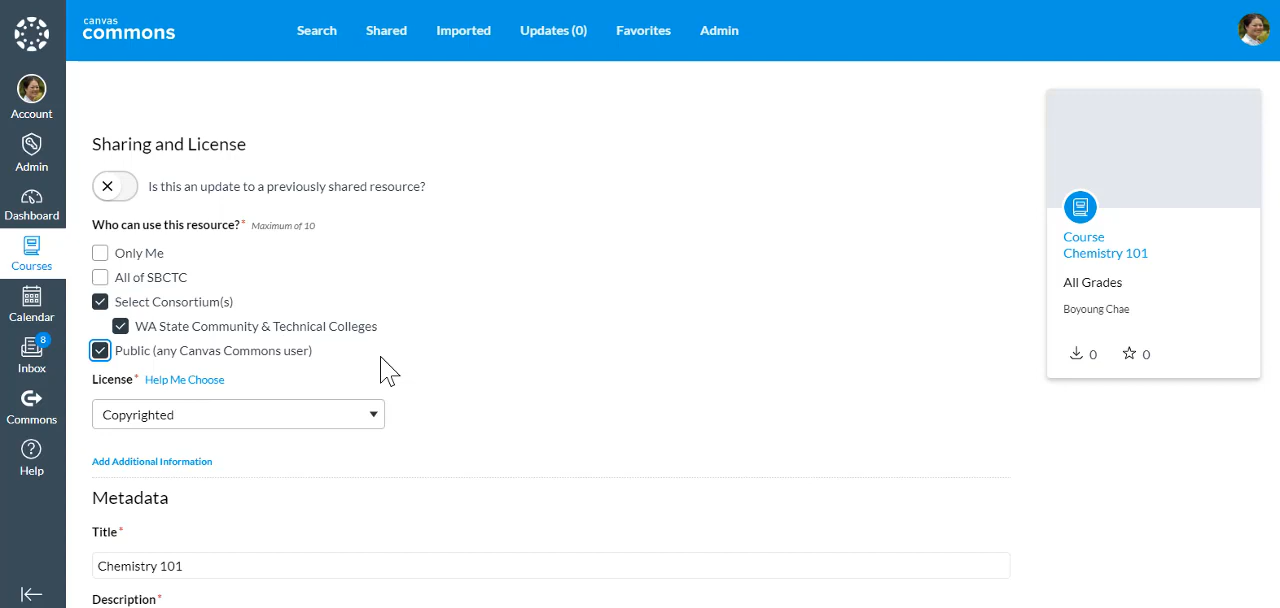 canvas
commons
Search
Shared
Imported
Updates (0)
Favorites
Admin
Account
Admin
Dashboard
Courses
Calendar
8
Inbox
Commons
Help
Sharing and License
Is this an update to a previously shared resource?
Who can use this resource?* Maximum of 10
Only Me
All of SBCTC
Select Consortium(s)
WA State Community & Technical Colleges
Public (any Canvas Commons user)
License* Help Me Choose
Copyrighted
Add Additional Information
Metadata
Title*
Chemistry 101
Description*
Course
Chemistry 101
All Grades
Boyoung Chae
0 0